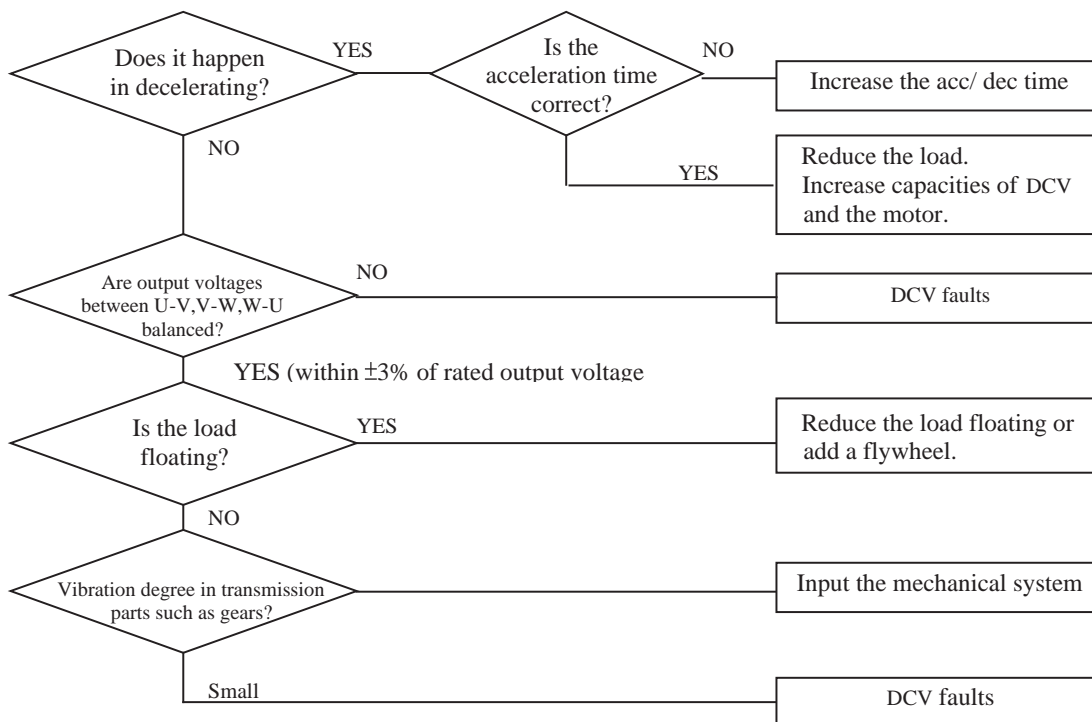 Does it happen
in decelerating?
YES
Is the
acceleration time
correct?
NO
Increase the acc/ dec time
NO
YES
Reduce the load.
Increase capacities of DCV
and the motor.
Are output voltages
between U-V,V-W,W-U
balanced?
NO
DCV faults
YES (within ±3% of rated output voltage
Is the load
floating?
YES
Reduce the load floating or
add a flywheel.
NO
Vibration degree in transmission
parts such as gears?
Input the mechanical system
Small
DCV faults